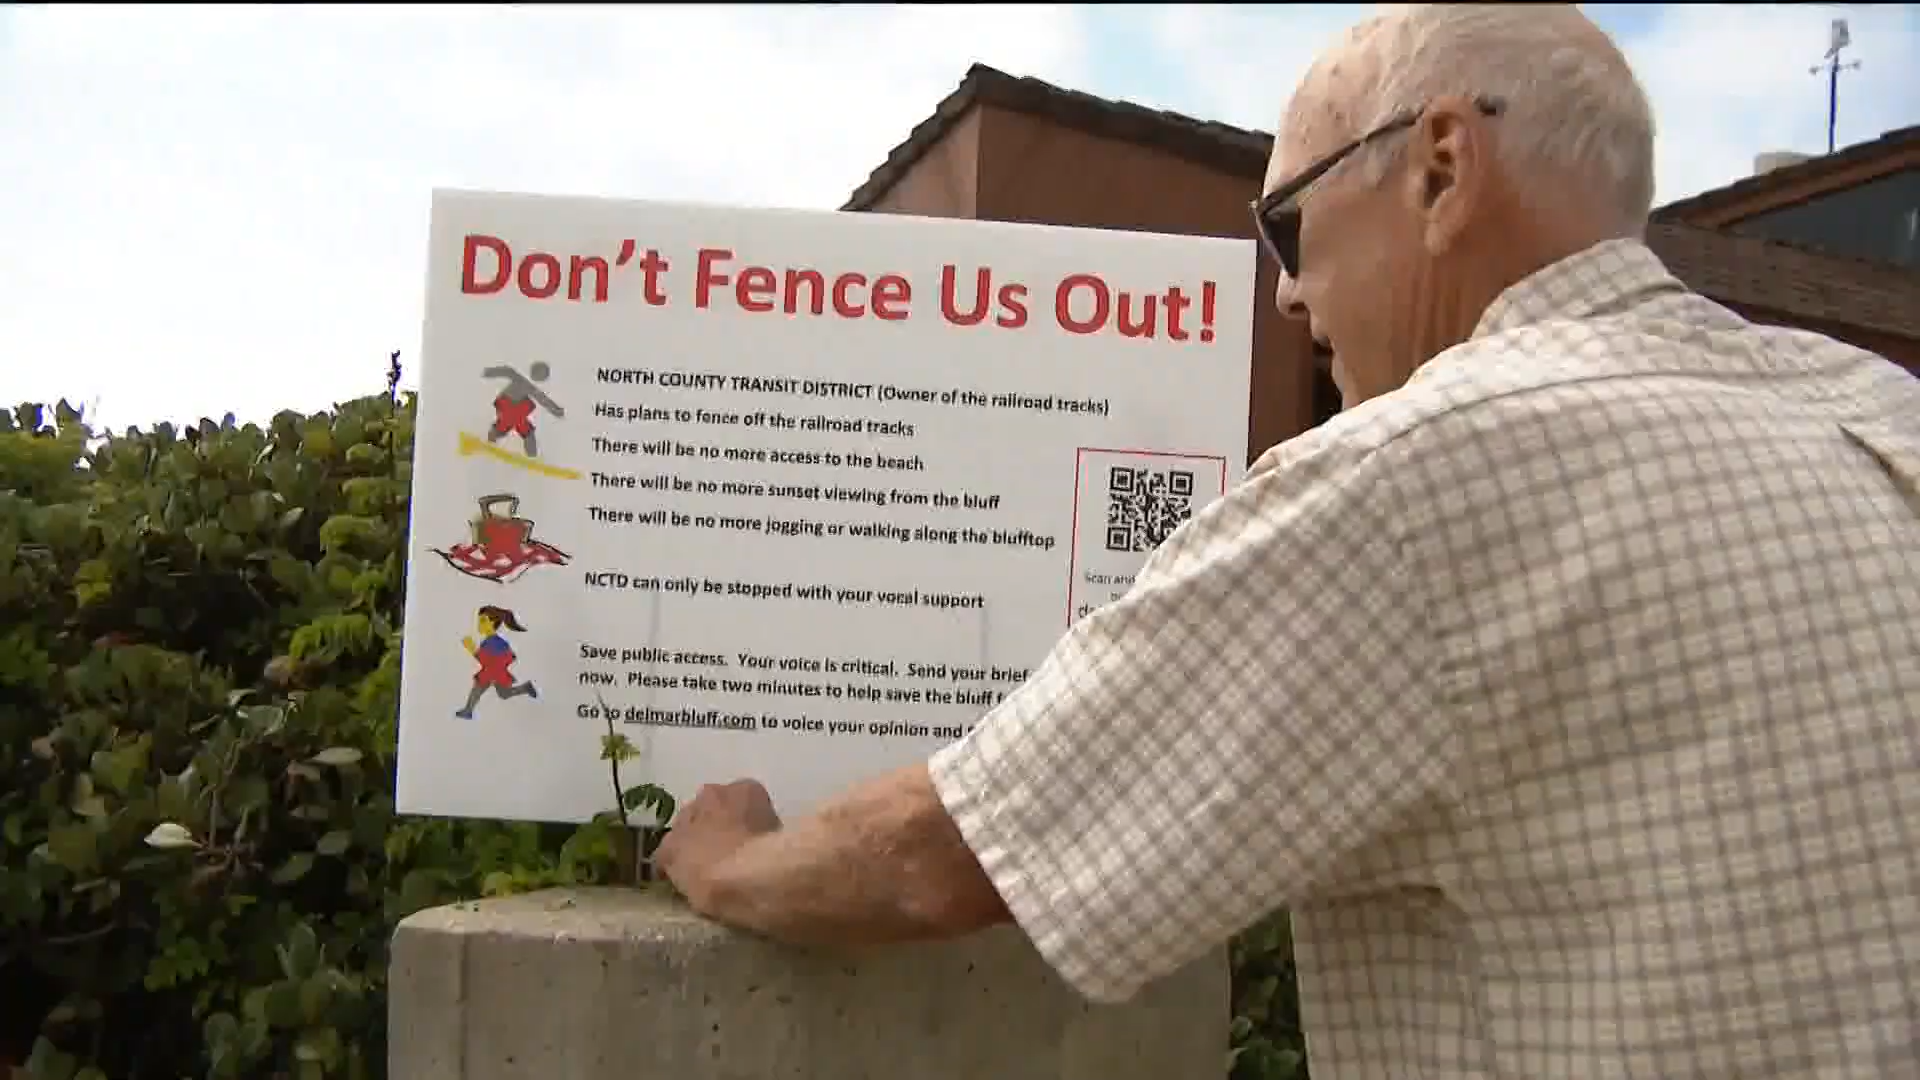 Don't Fence Us Out!
NORTH COUNTY TRANSIT DISTRICT (Owner of the railroad tracks)
Has plans to fence off the railroad tracks
There will be no more access to the beach
There will be no more sunset viewing from the bluff
There will be no more jogging or walking along the blufftop
NCTD can only be stopped with your vocal support
Scan and
Save public access. Your voice is critical. Send your brief
now. Please take two minutes to help save the bluff
Go to delmarbluff.com to voice your opinion and